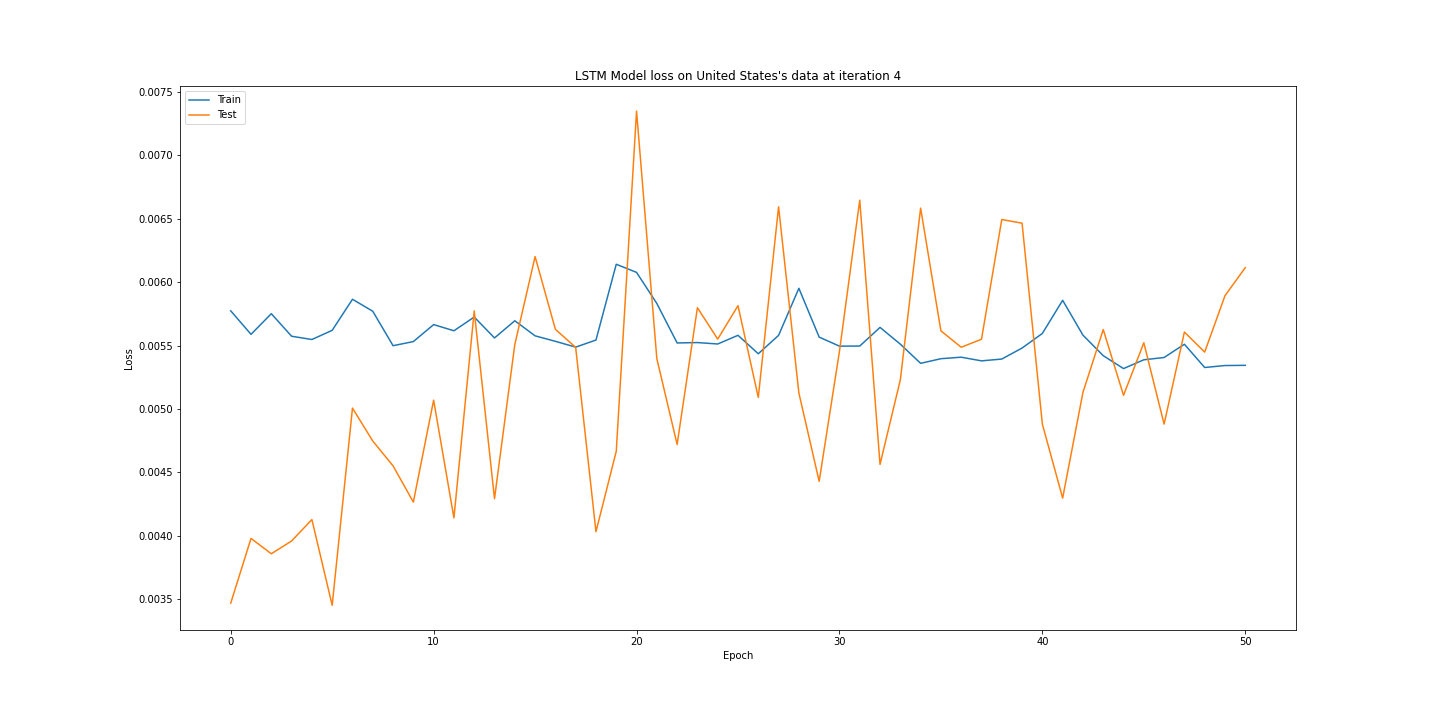 LSTM Model loss on United States's data at iteration 4
Train
Test
0.0075
0.0070
0.0065
0.0060
0.0055
0.0050
0.0045
0.0040
0.0035
Loss
0 10 20 30 40 50
Epoch